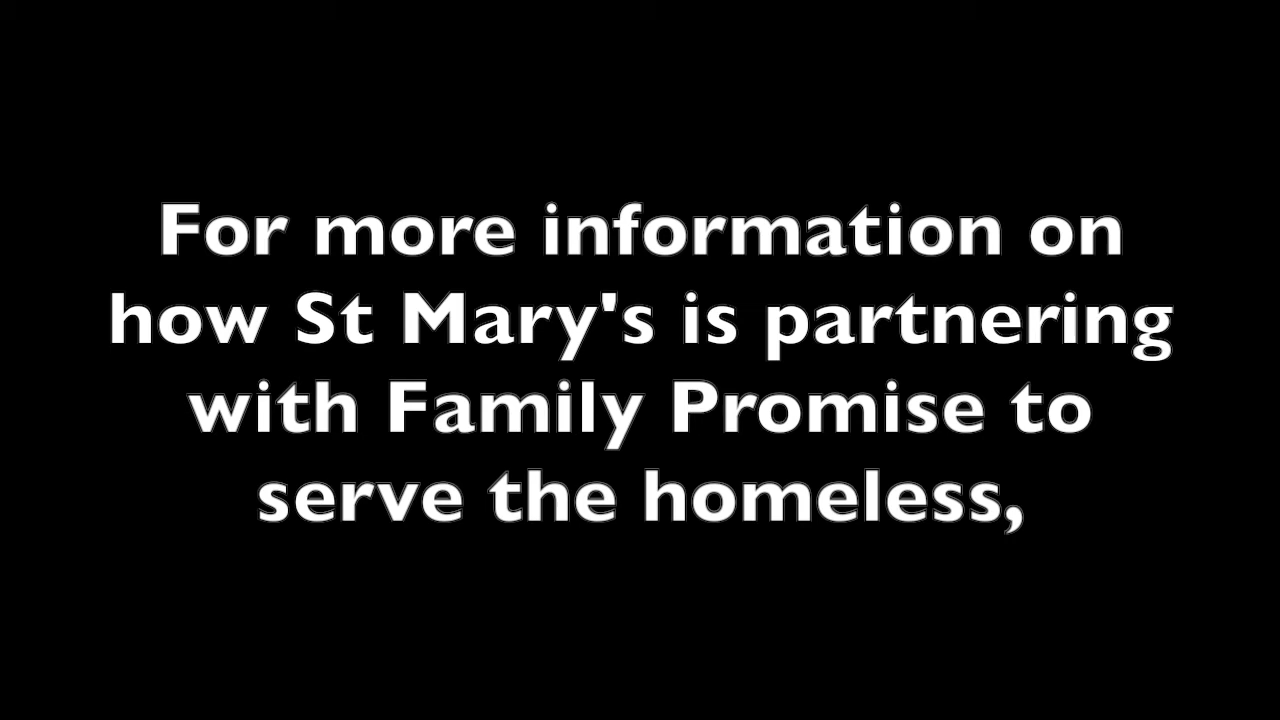 For more information on
how St Mary's is partnering
with Family Promise to
serve the homeless,